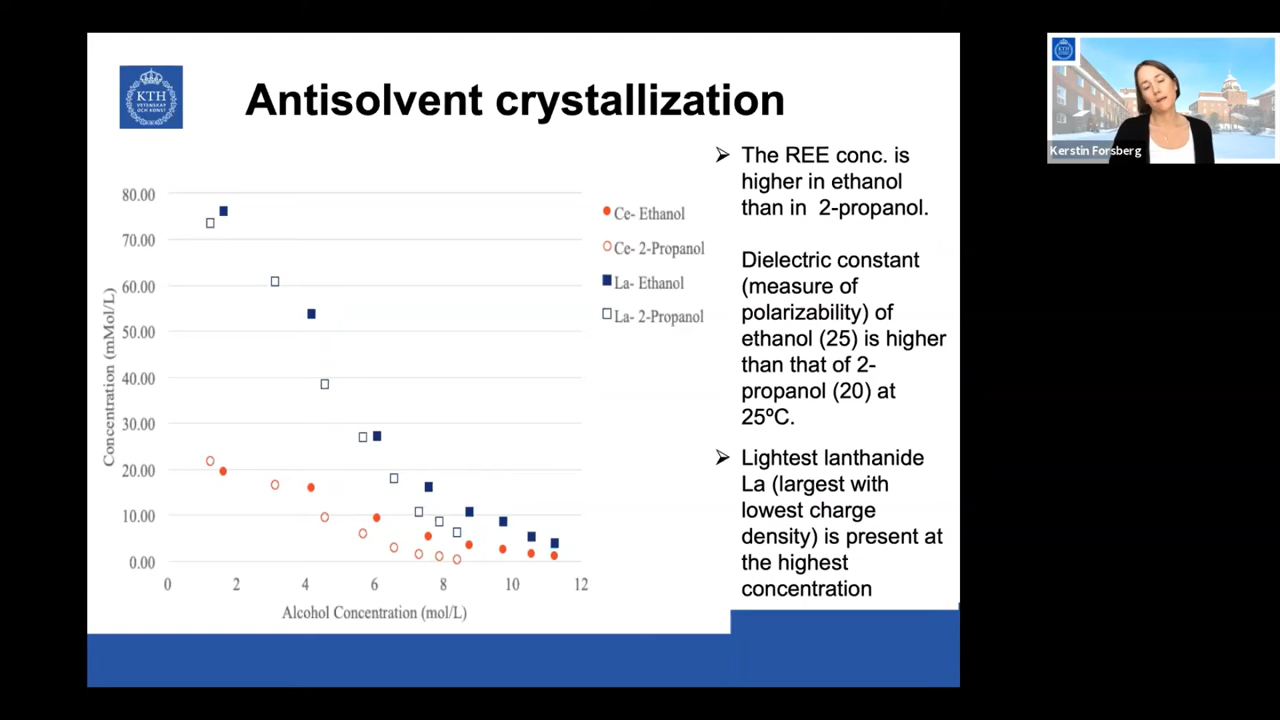 KTH
VETENSKAP
OCH KONST
Antisolvent crystallization
Concentration (mMol/L)
80.00
70.00
60.00
50.00
40.00
30.00
20.00
10.00
0.00
0 2 4 6 8 10 12
Alcohol Concentration (mol/L)
Ce- Ethanol
Ce- 2-Propanol
La- Ethanol
La- 2-Propanol
➢ The REE conc. is
higher in ethanol
than in 2-propanol.
Dielectric constant
(measure of
polarizability) of
ethanol (25) is higher
than that of 2-
propanol (20) at
25ºC.
➢ Lightest lanthanide
La (largest with
lowest charge
density) is present at
the highest
concentration
Kerstin Forsberg